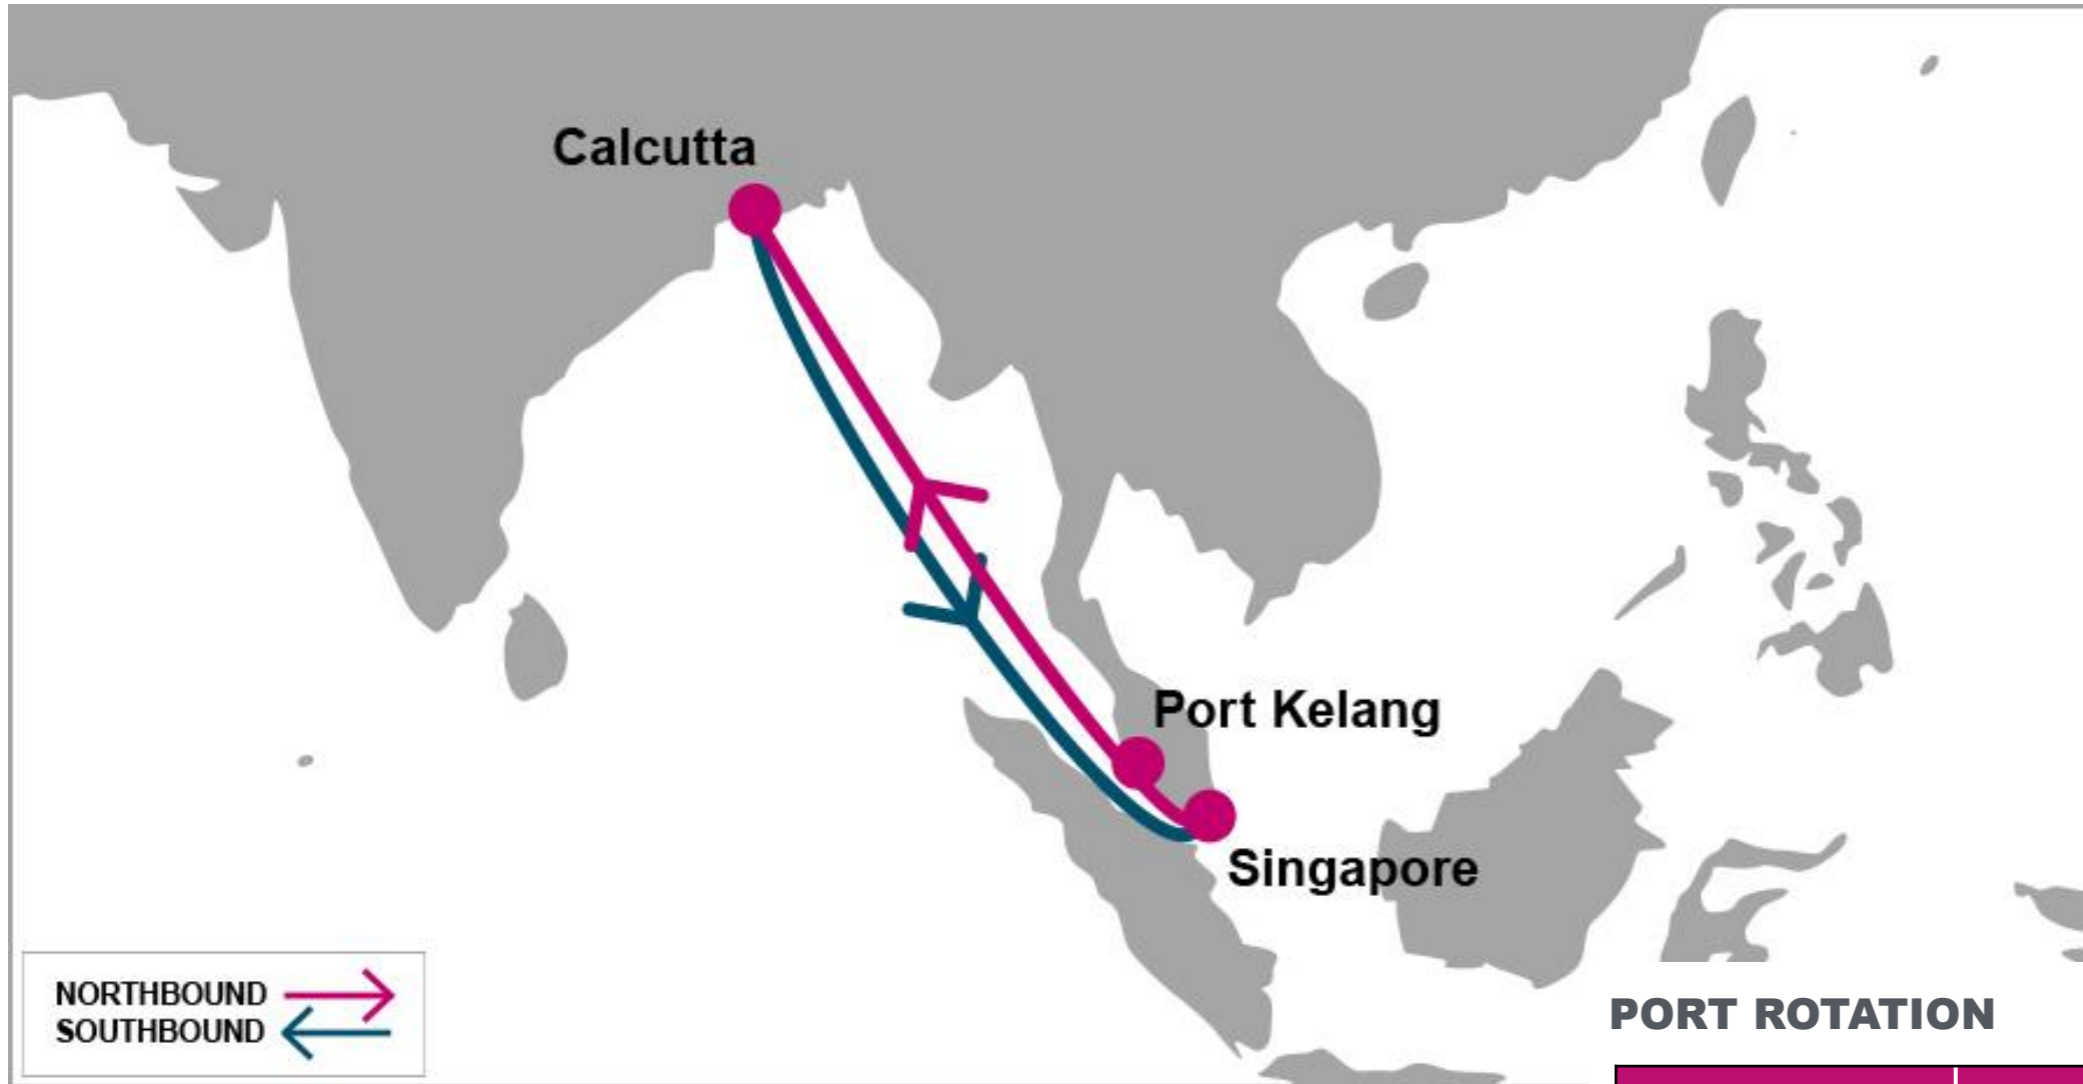 Calcutta
Port Kelang
Singapore
NORTHBOUND
SOUTHBOUND
PORT ROTATION